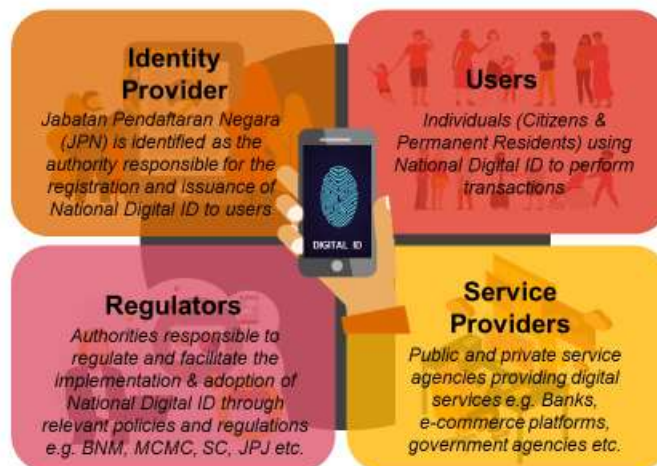 Identity
Provider
Jabatan Pendaftaran Negara
(JPN) is identified as the
authority responsible for the
registration and issuance of
National Digital ID to users
Users
Individuals (Citizens &
Permanent Residents) using
National Digital ID to perform
transactions
DIGITAL ID
Regulators
Authorities responsible to
regulate and facilitate the
implementation & adoption of
National Digital ID through
relevant policies and regulations
e.g. BNM, MCMC, SC, JPJ etc.
Service
Providers
Public and private service
agencies providing digital
services e.g. Banks,
e-commerce platforms,
government agencies etc.